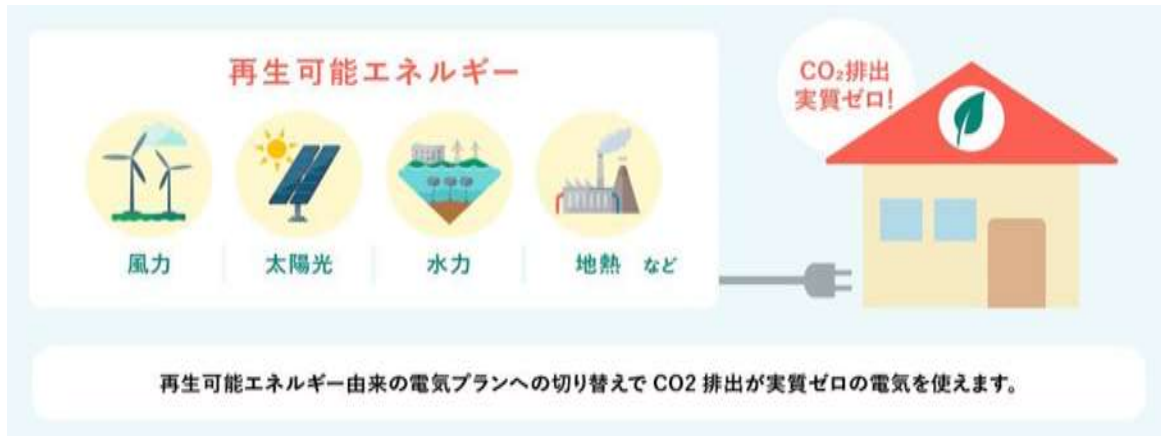 再生可能エネルギー
CO₂排出
実質ゼロ!
風力
太陽光
水力
地熱 など
再生可能エネルギー由来の電気プランへの切り替えで CO2 排出が実質ゼロの電気を使えます。